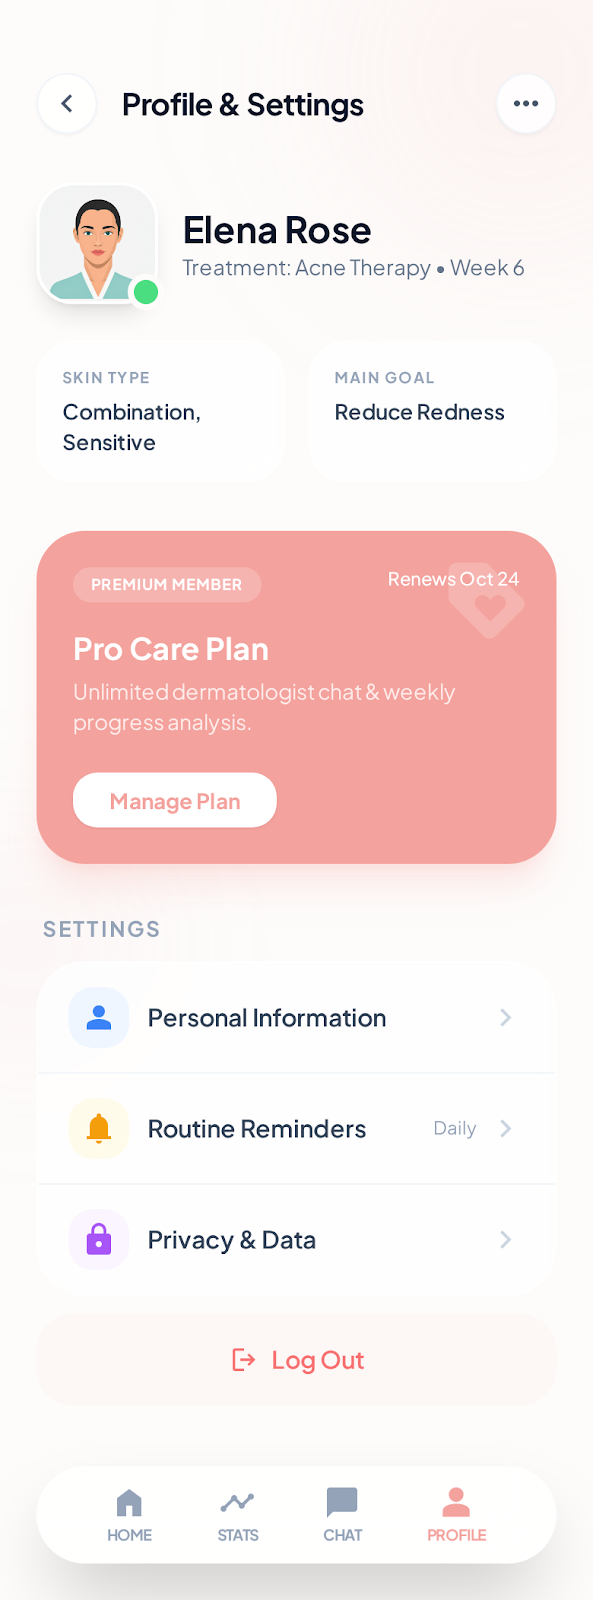 Profile & Settings
Elena Rose
Treatment: Acne Therapy • Week 6
SKIN TYPE
Combination,
Sensitive
MAIN GOAL
Reduce Redness
PREMIUM MEMBER
Renews Oct 24
Pro Care Plan
Unlimited dermatologist chat & weekly
progress analysis.
Manage Plan
SETTINGS
Personal Information
Routine Reminders
Daily
Privacy & Data
Log Out
HOME
STATS
CHAT
PROFILE